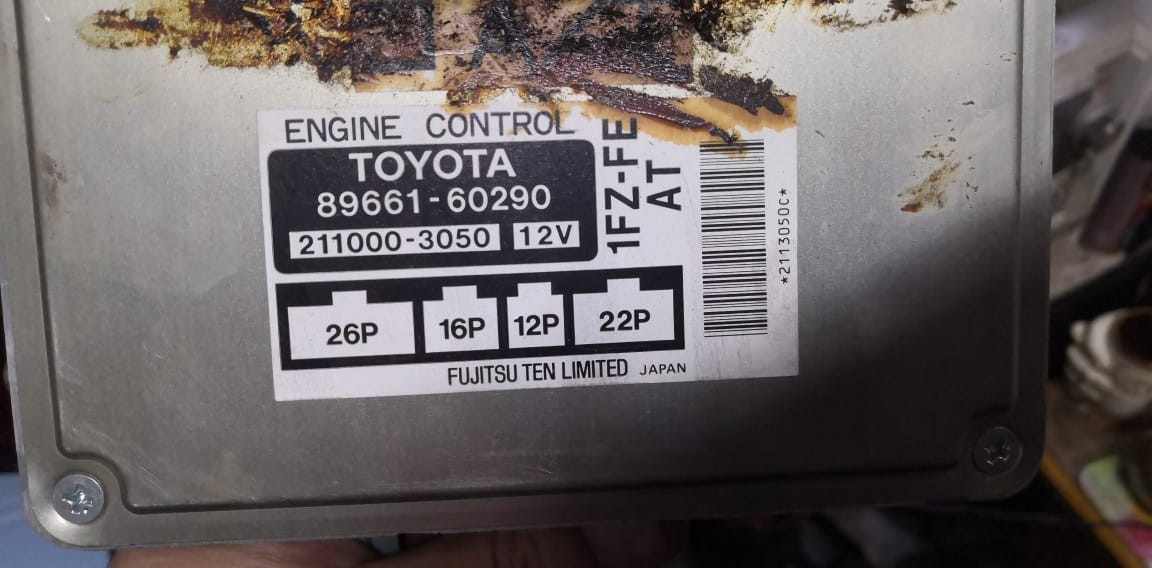 ENGINE CONTROL
TOYOTA
89661-60290
211000-3050 12V
1FZ-FE
AT
26P 16P 12P 22P
FUJITSU TEN LIMITED JAPAN
*2113050C*